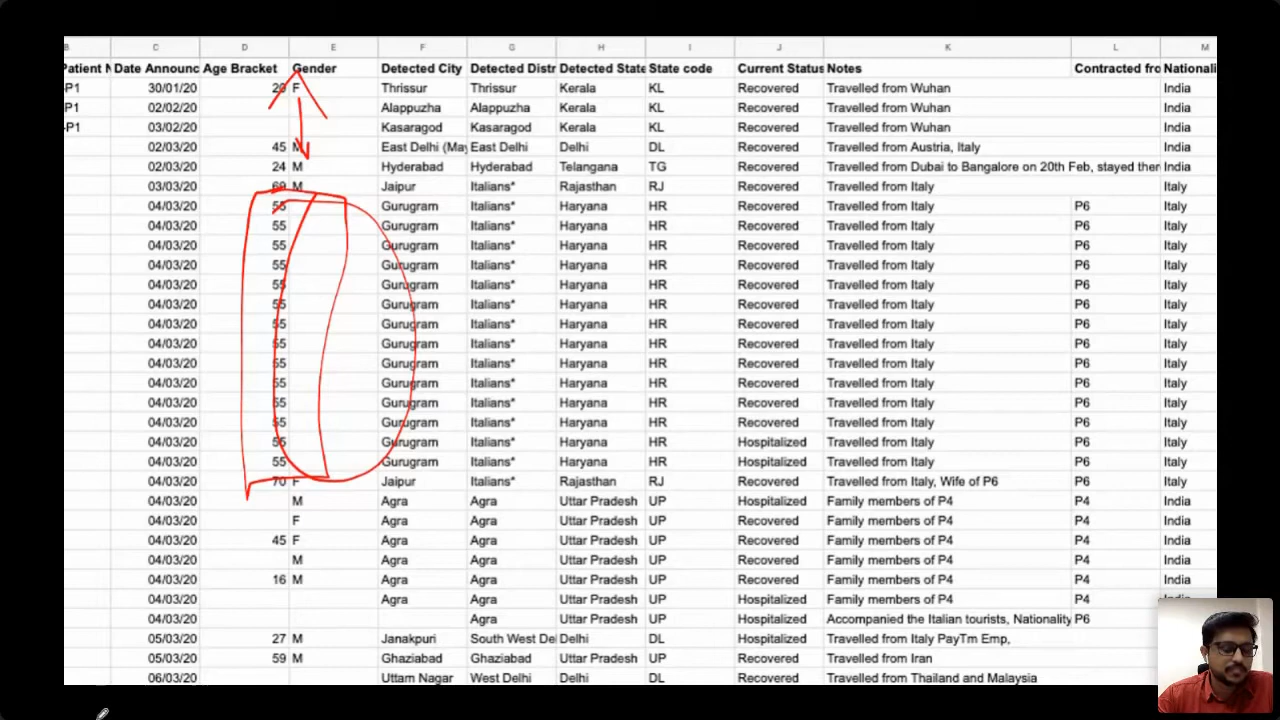 B C D E F G H I J K L M
Patient N Date Announc Age Bracket Gender Detected City Detected Distr Detected State State code Current Status Notes Contracted fro Nationali
-P1 30/01/20 20 F Thrissur Thrissur Kerala KL Recovered Travelled from Wuhan India
-P1 02/02/20 Alappuzha Alappuzha Kerala KL Recovered Travelled from Wuhan India
-P1 03/02/20 Kasaragod Kasaragod Kerala KL Recovered Travelled from Wuhan India
02/03/20 45 M East Delhi (May East Delhi Delhi DL Recovered Travelled from Austria, Italy India
02/03/20 24 M Hyderabad Hyderabad Telangana TG Recovered Travelled from Dubai to Bangalore on 20th Feb, stayed ther India
03/03/20 69 M Jaipur Italians* Rajasthan RJ Recovered Travelled from Italy Italy
04/03/20 55 Gurugram Italians* Haryana HR Recovered Travelled from Italy P6 Italy
04/03/20 55 Gurugram Italians* Haryana HR Recovered Travelled from Italy P6 Italy
04/03/20 55 Gurugram Italians* Haryana HR Recovered Travelled from Italy P6 Italy
04/03/20 55 Gurugram Italians* Haryana HR Recovered Travelled from Italy P6 Italy
04/03/20 55 Gurugram Italians* Haryana HR Recovered Travelled from Italy P6 Italy
04/03/20 55 Gurugram Italians* Haryana HR Recovered Travelled from Italy P6 Italy
04/03/20 55 Gurugram Italians* Haryana HR Recovered Travelled from Italy P6 Italy
04/03/20 55 Gurugram Italians* Haryana HR Recovered Travelled from Italy P6 Italy
04/03/20 55 Gurugram Italians* Haryana HR Recovered Travelled from Italy P6 Italy
04/03/20 55 Gurugram Italians* Haryana HR Recovered Travelled from Italy P6 Italy
04/03/20 55 Gurugram Italians* Haryana HR Recovered Travelled from Italy P6 Italy
04/03/20 55 Gurugram Italians* Haryana HR Recovered Travelled from Italy P6 Italy
04/03/20 55 Gurugram Italians* Haryana HR Hospitalized Travelled from Italy P6 Italy
04/03/20 55 Gurugram Italians* Haryana HR Hospitalized Travelled from Italy P6 Italy
04/03/20 70 F Jaipur Italians* Rajasthan RJ Recovered Travelled from Italy, Wife of P6 Italy
04/03/20 M Agra Agra Uttar Pradesh UP Hospitalized Family members of P4 P4 India
04/03/20 F Agra Agra Uttar Pradesh UP Recovered Family members of P4 P4 India
04/03/20 45 F Agra Agra Uttar Pradesh UP Recovered Family members of P4 P4 India
04/03/20 M Agra Agra Uttar Pradesh UP Recovered Family members of P4 P4 India
04/03/20 16 M Agra Agra Uttar Pradesh UP Recovered Family members of P4 P4 India
04/03/20 Agra Agra Uttar Pradesh UP Hospitalized Family members of P4 P4
04/03/20 Agra Uttar Pradesh UP Hospitalized Accompanied the Italian tourists, Nationality P6
05/03/20 27 M Janakpuri South West De Delhi DL Hospitalized Travelled from Italy PayTm Emp,
05/03/20 59 M Ghaziabad Ghaziabad Uttar Pradesh UP Recovered Travelled from Iran
06/03/20 Uttam Nagar West Delhi Delhi DL Recovered Travelled from Thailand and Malaysia